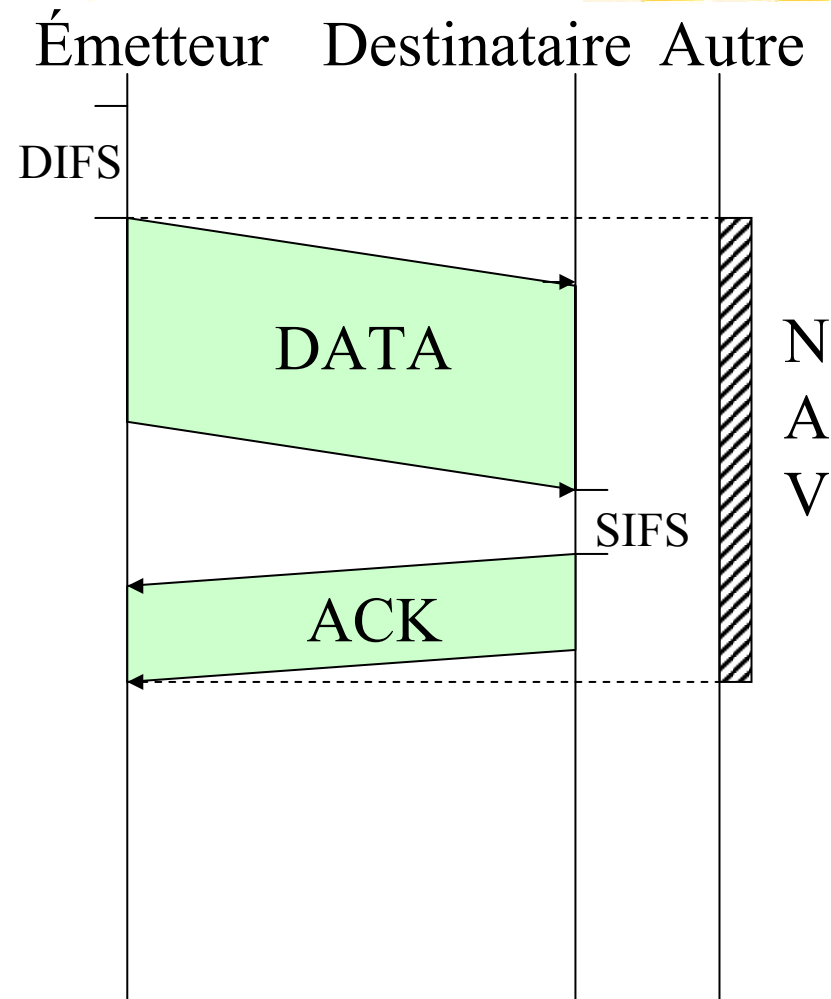 Émetteur Destinataire Autre
DIFS
DATA
N
A
V
SIFS
ACK